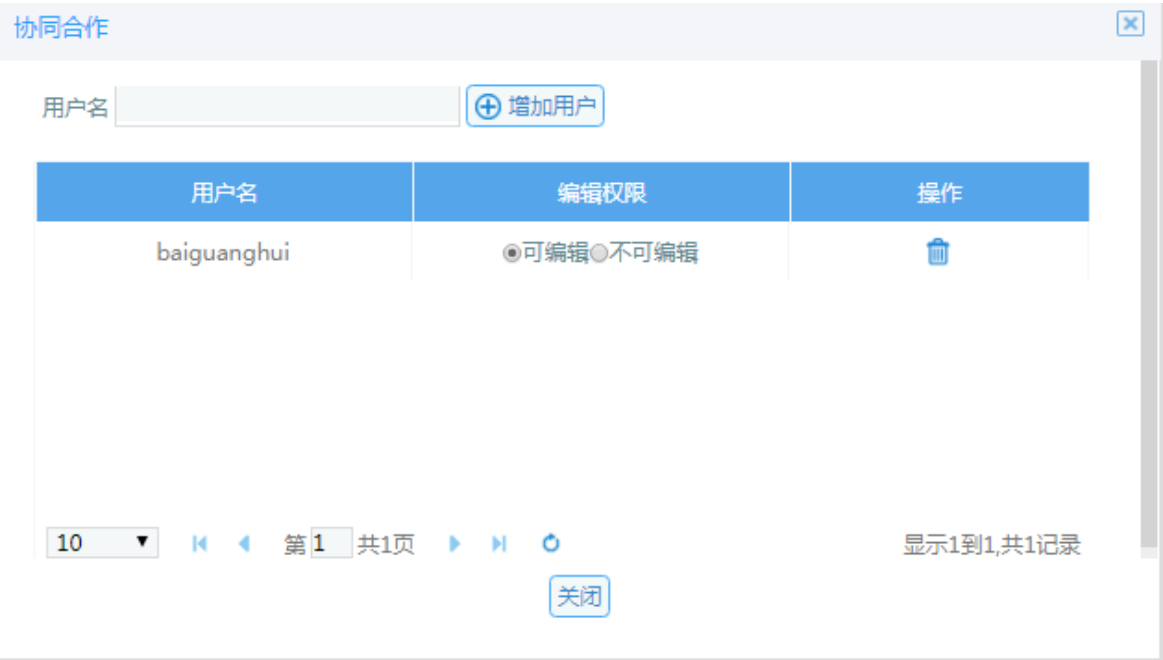 协同合作
用户名 增加用户
用户名 编辑权限 操作
baiguanghui 可编辑 不可编辑
10 第 1 共1页 显示1到1,共1记录
关闭